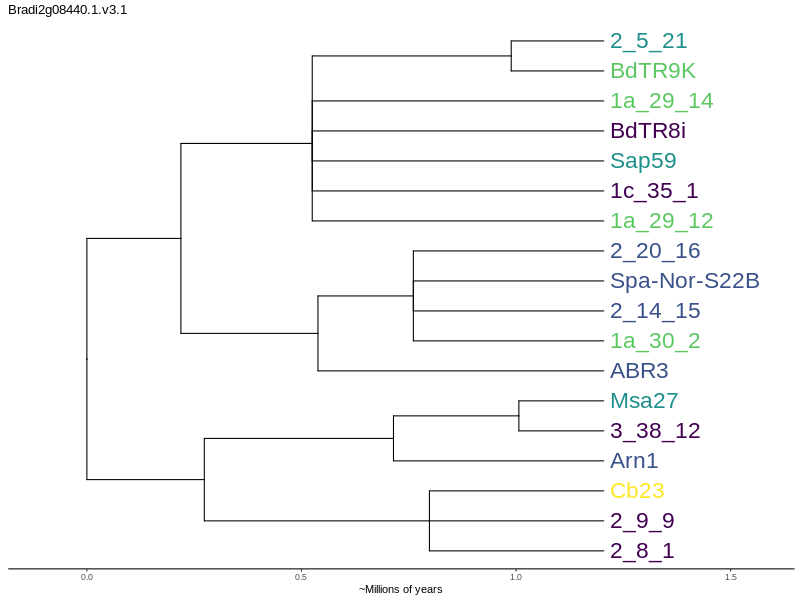 Bradi2g08440.1.v3.1
2_5_21
BdTR9K
1a_29_14
BdTR8i
Sap59
1c_35_1
1a_29_12
2_20_16
Spa-Nor-S22B
2_14_15
1a_30_2
ABR3
Msa27
3_38_12
Arn1
Cb23
2_9_9
2_8_1
0.0 0.5 1.0 1.5
~Millions of years